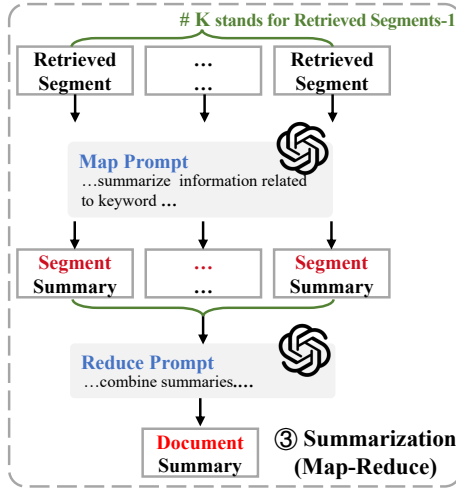 # K stands for Retrieved Segments-1
Retrieved
Segment
...
...
Retrieved
Segment
Map Prompt
...summarize information related
to keyword ...
Segment
Summary
...
...
Segment
Summary
Reduce Prompt
...combine summaries....
Document
Summary
③ Summarization
(Map-Reduce)